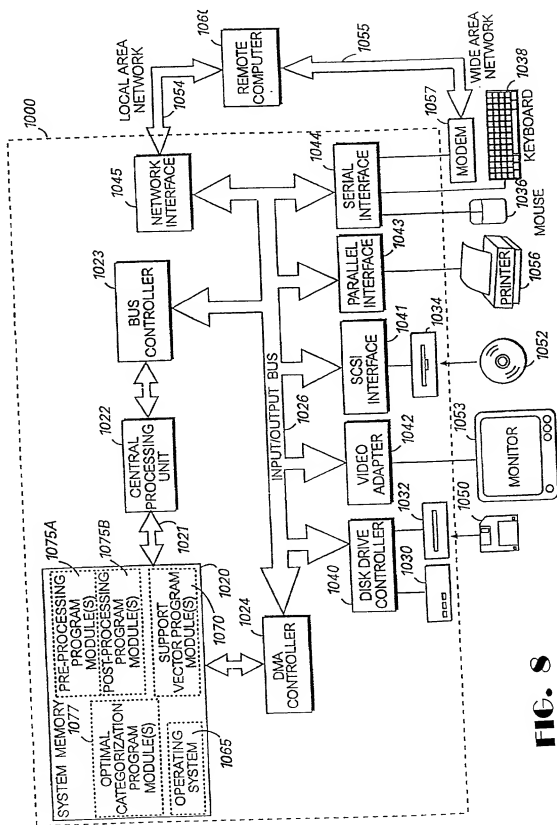 1000
SYSTEM MEMORY
1077
OPTIMAL
CATEGORIZATION
PROGRAM
MODULE(S)
OPERATING
SYSTEM
1065
PRE-PROCESSING
PROGRAM
MODULE(S)
1075A
POST-PROCESSING
PROGRAM
MODULE(S)
1075B
SUPPORT
VECTOR PROGRAM
MODULE(S)
1070
1020
1021
1022
CENTRAL
PROCESSING
UNIT
1023
BUS
CONTROLLER
1045
NETWORK
INTERFACE
LOCAL AREA
NETWORK
1054
REMOTE
COMPUTER
1055
WIDE AREA
NETWORK
1024
DMA
CONTROLLER
INPUT/OUTPUT BUS
1026
1040
DISK DRIVE
CONTROLLER
1030
1032
1042
VIDEO
ADAPTER
1041
SCSI
INTERFACE
1034
1043
PARALLEL
INTERFACE
1044
SERIAL
INTERFACE
1057
MODEM
1050
1053
MONITOR
1052
PRINTER
1056
1036
MOUSE
1038
KEYBOARD
FIG. 8